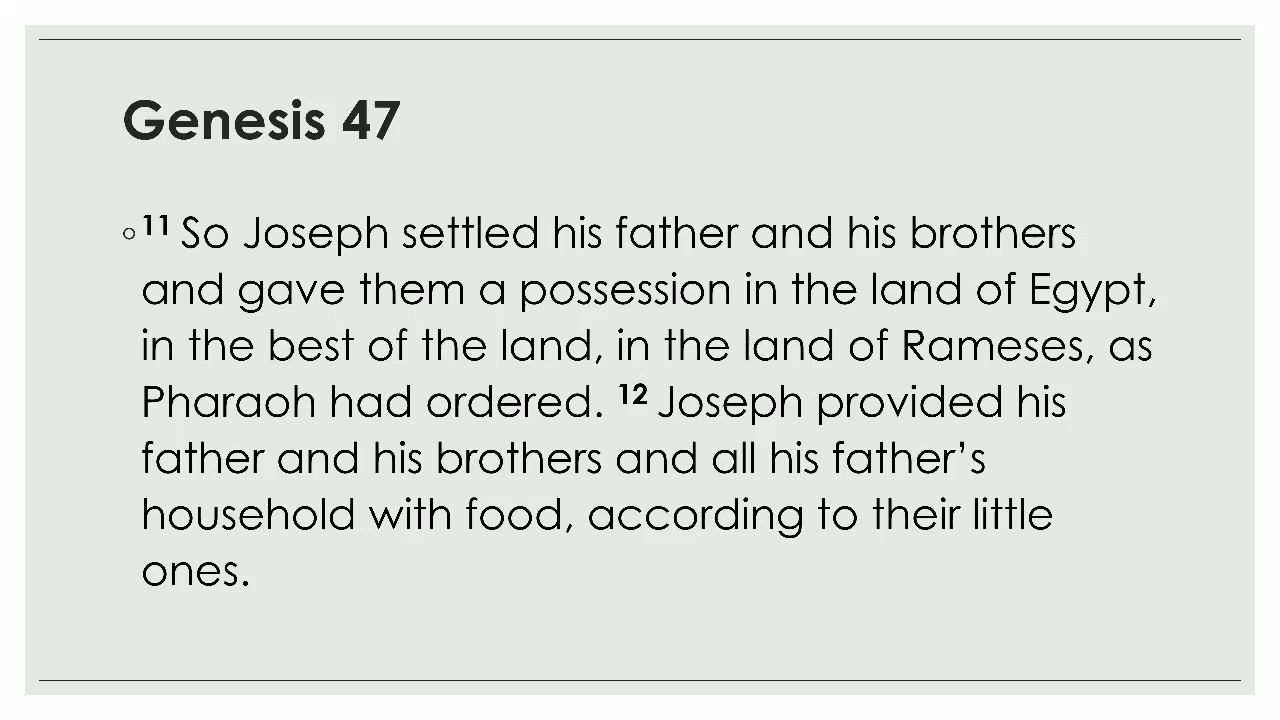 Genesis 47
◦¹¹ So Joseph settled his father and his brothers
and gave them a possession in the land of Egypt,
in the best of the land, in the land of Rameses, as
Pharaoh had ordered. ¹² Joseph provided his
father and his brothers and all his father’s
household with food, according to their little
ones.